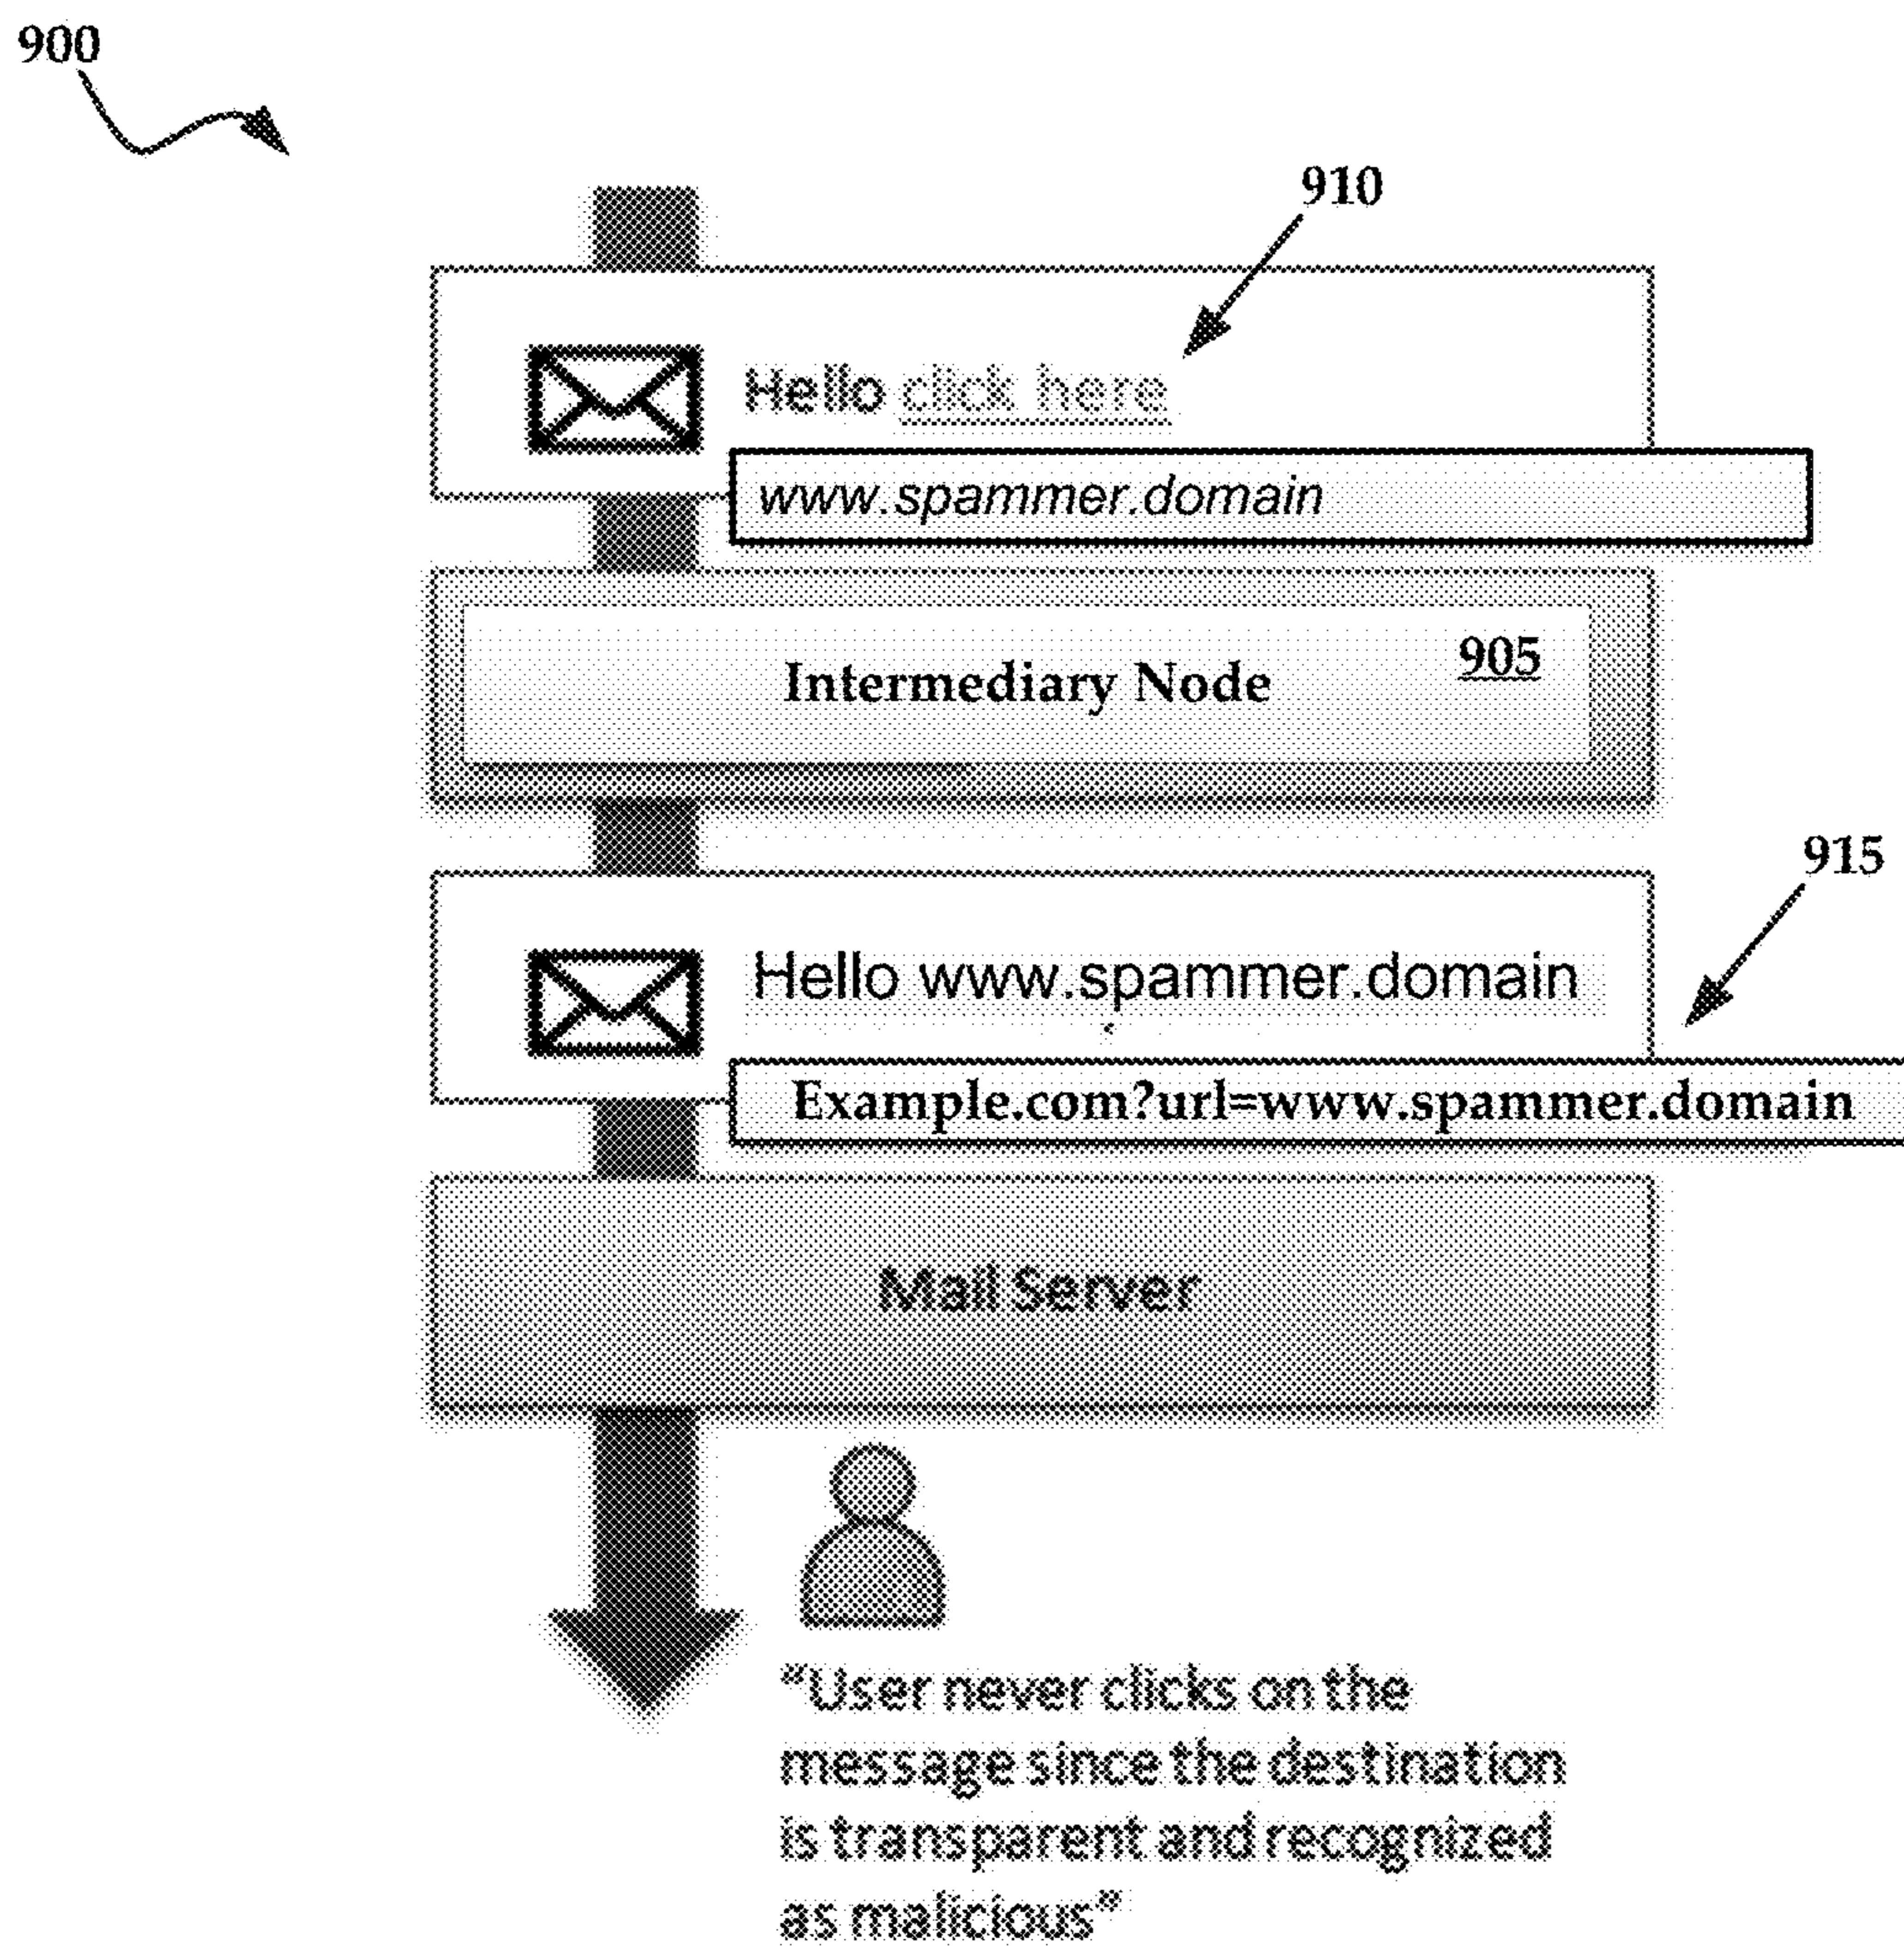 900
910
Hello click here
www.spammer.domain
Intermediary Node
905
915
Hello www.spammer.domain
Example.com?url=www.spammer.domain
Mail Server
“User never clicks on the
message since the destination
is transparent and recognized
as malicious”